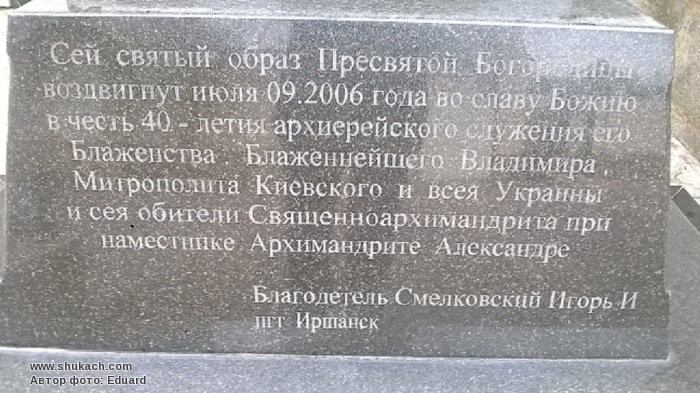 Сей святый образ Пресвятой Богородицы
воздвигнут июля 09.2006 года во славу Божию
в честь 40 - летия архиерейского служения его
Блаженства , Блаженнейшего Владимира ,
Митрополита Киевского и всея Украины
и сея обители Священноархимандрита при
наместнике Архимандрите Александре
Благодетель Смелковский Игорь И
пгт Иршанск
www.shukach.com
Автор фото: Eduard